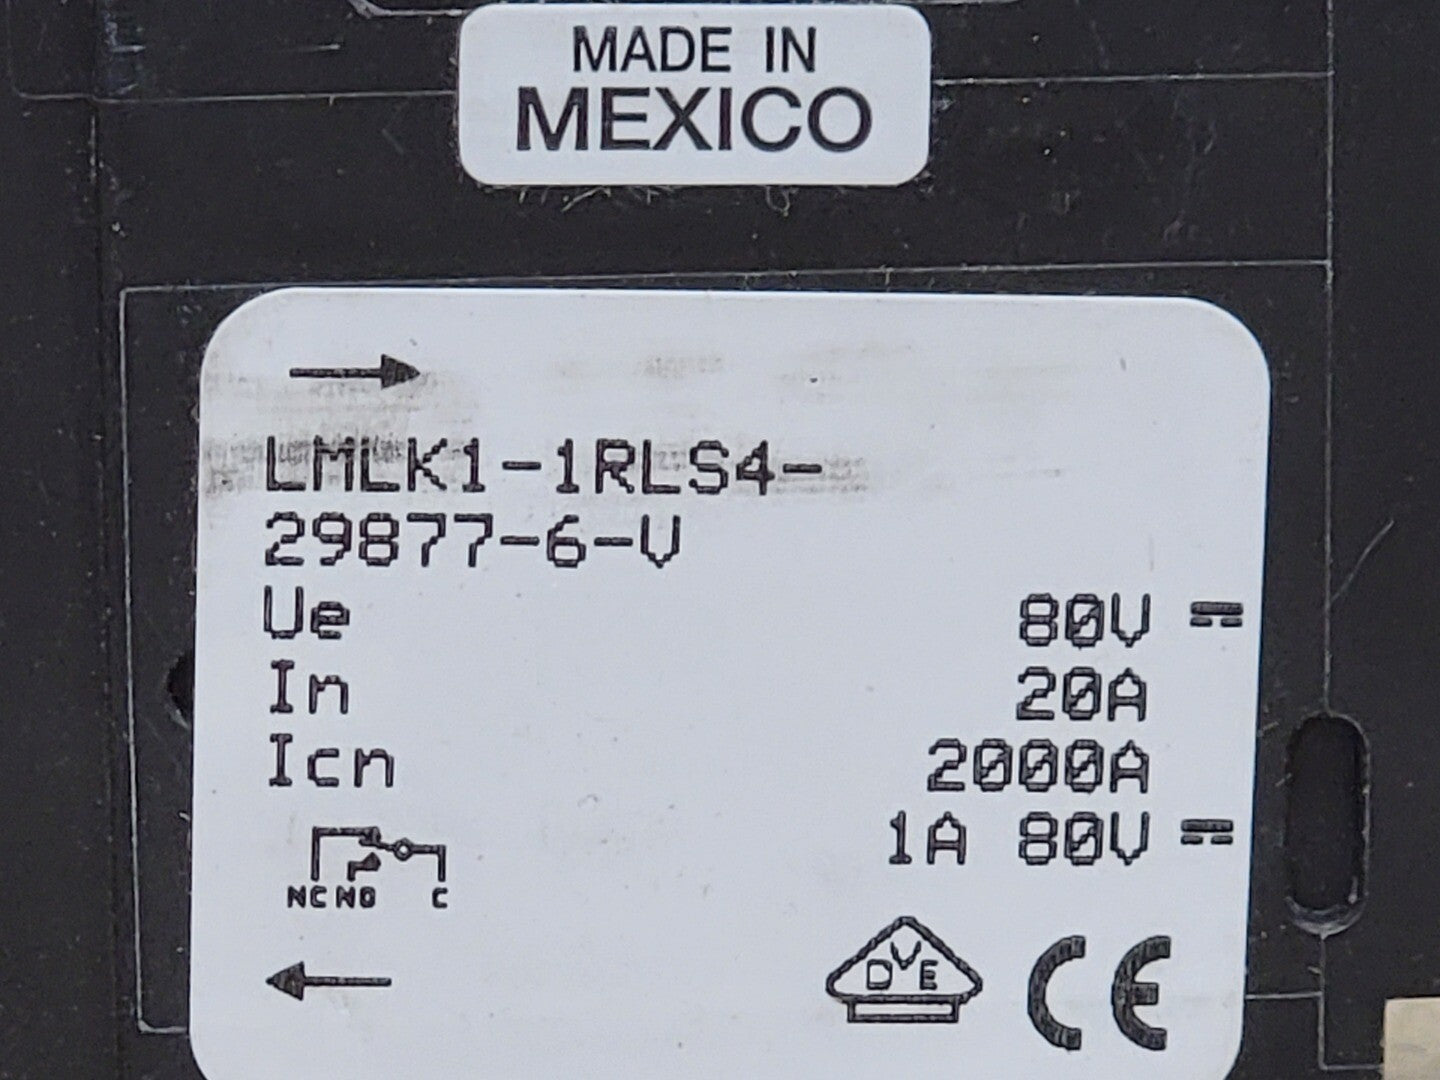 MADE IN
MEXICO
LMLK1-1RLS4-
29877-6-V
Ue 80V
In 20A
Icn 2000A
1A 80V
NC NO C
DVE CE